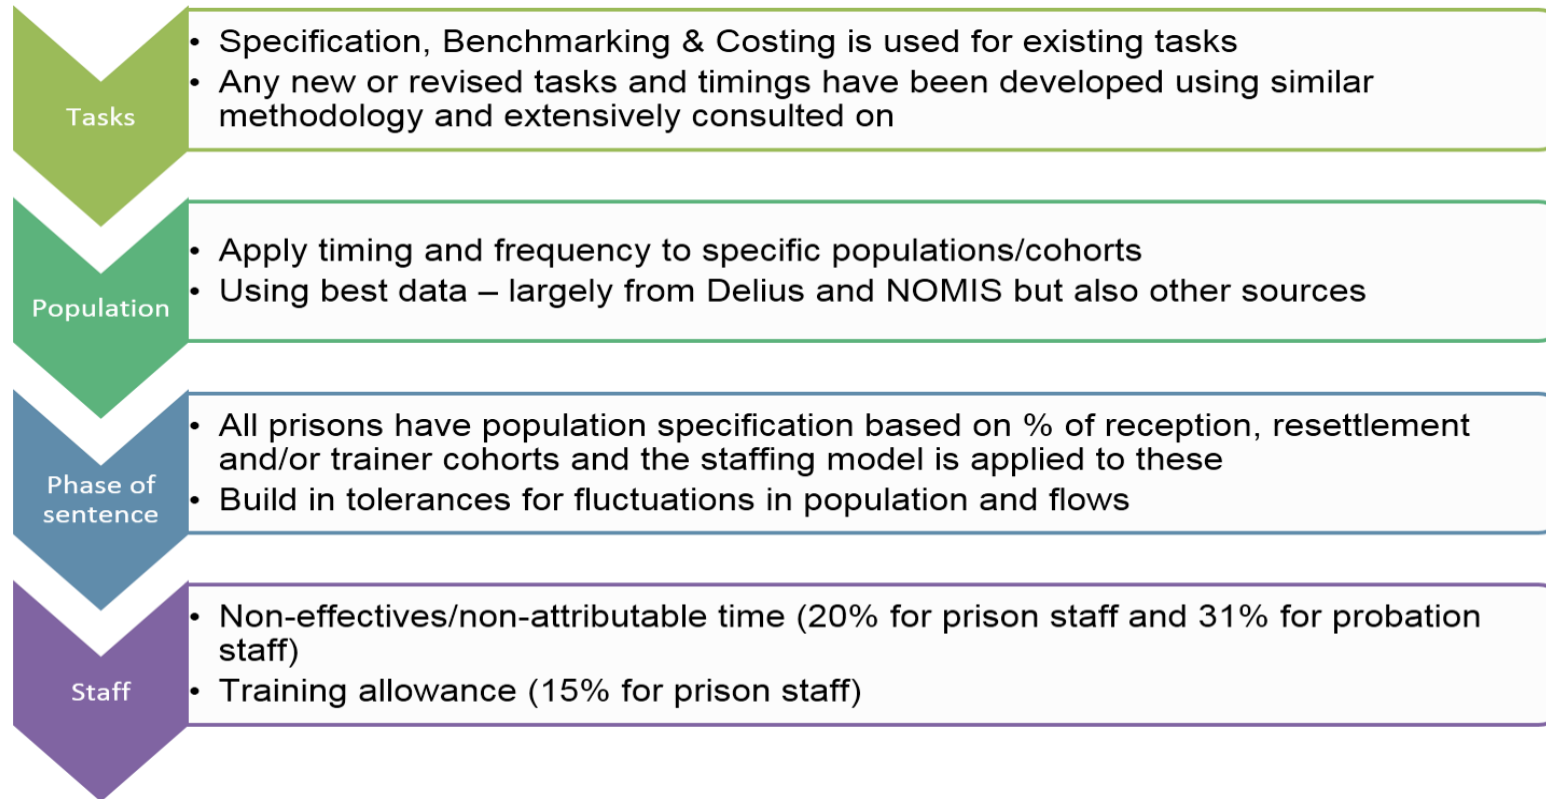 Tasks
• Specification, Benchmarking & Costing is used for existing tasks
• Any new or revised tasks and timings have been developed using similar
methodology and extensively consulted on
Population
• Apply timing and frequency to specific populations/cohorts
• Using best data – largely from Delius and NOMIS but also other sources
Phase of
sentence
• All prisons have population specification based on % of reception, resettlement
and/or trainer cohorts and the staffing model is applied to these
• Build in tolerances for fluctuations in population and flows
Staff
• Non-effectives/non-attributable time (20% for prison staff and 31% for probation
staff)
• Training allowance (15% for prison staff)